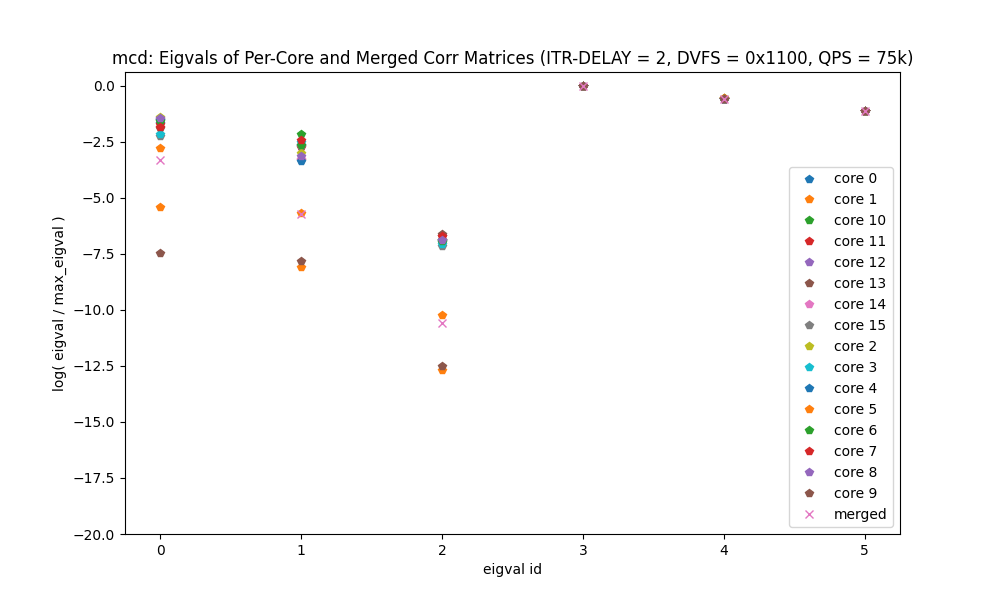 mcd: Eigvals of Per-Core and Merged Corr Matrices (ITR-DELAY = 2, DVFS = 0x1100, QPS = 75k)
log( eigval / max_eigval )
0.0
−2.5
−5.0
−7.5
−10.0
−12.5
−15.0
−17.5
−20.0
core 0
core 1
core 10
core 11
core 12
core 13
core 14
core 15
core 2
core 3
core 4
core 5
core 6
core 7
core 8
core 9
merged
0 1 2 3 4 5
eigval id